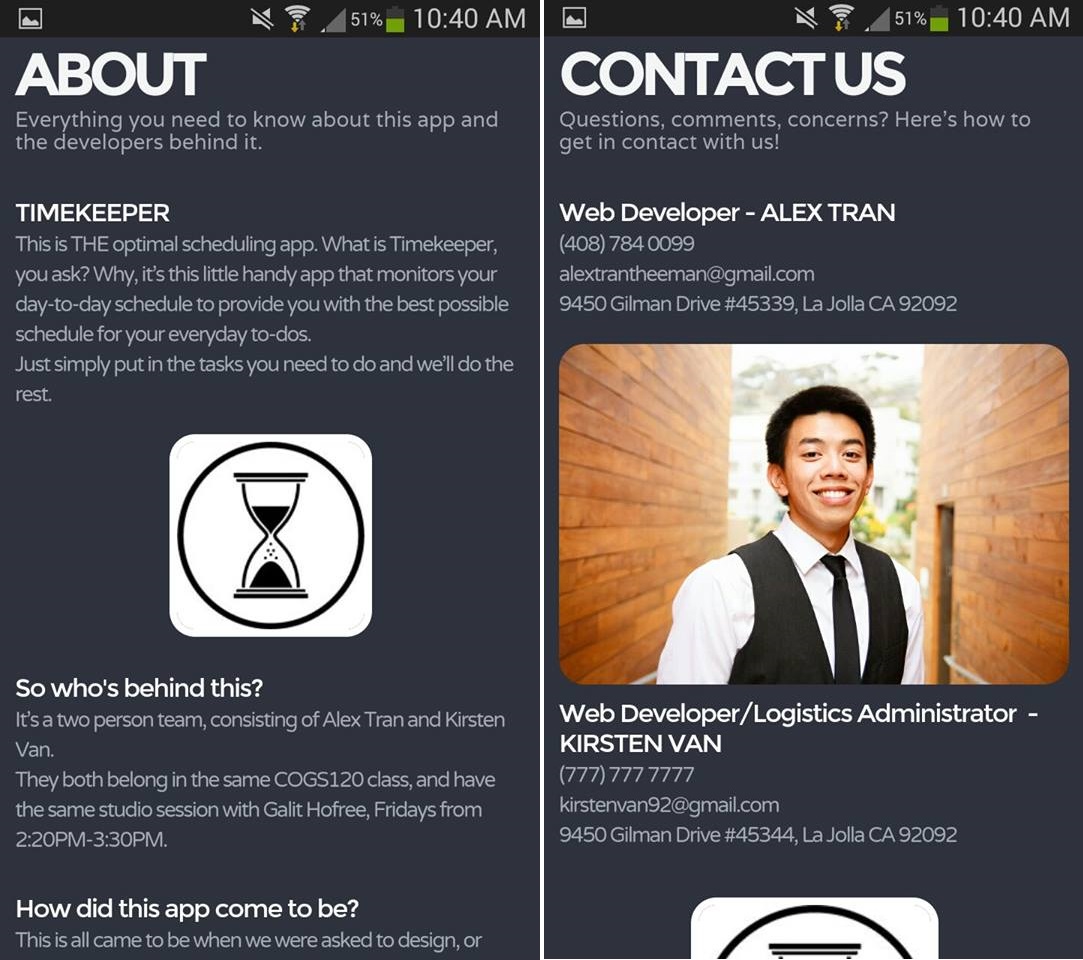 51% 10:40 AM
ABOUT
Everything you need to know about this app and
the developers behind it.
TIMEKEEPER
This is THE optimal scheduling app. What is Timekeeper,
you ask? Why, it's this little handy app that monitors your
day-to-day schedule to provide you with the best possible
schedule for your everyday to-dos.
Just simply put in the tasks you need to do and we'll do the
rest.
So who's behind this?
It's a two person team, consisting of Alex Tran and Kirsten
Van.
They both belong in the same COGS120 class, and have
the same studio session with Galit Hofree, Fridays from
2:20PM-3:30PM.
How did this app come to be?
This is all came to be when we were asked to design, or
51% 10:40 AM
CONTACT US
Questions, comments, concerns? Here's how to
get in contact with us!
Web Developer - ALEX TRAN
(408) 784 0099
alextrantheeman@gmail.com
9450 Gilman Drive #45339, La Jolla CA 92092
Web Developer/Logistics Administrator -
KIRSTEN VAN
(777) 777 7777
kirstenvan92@gmail.com
9450 Gilman Drive #45344, La Jolla CA 92092